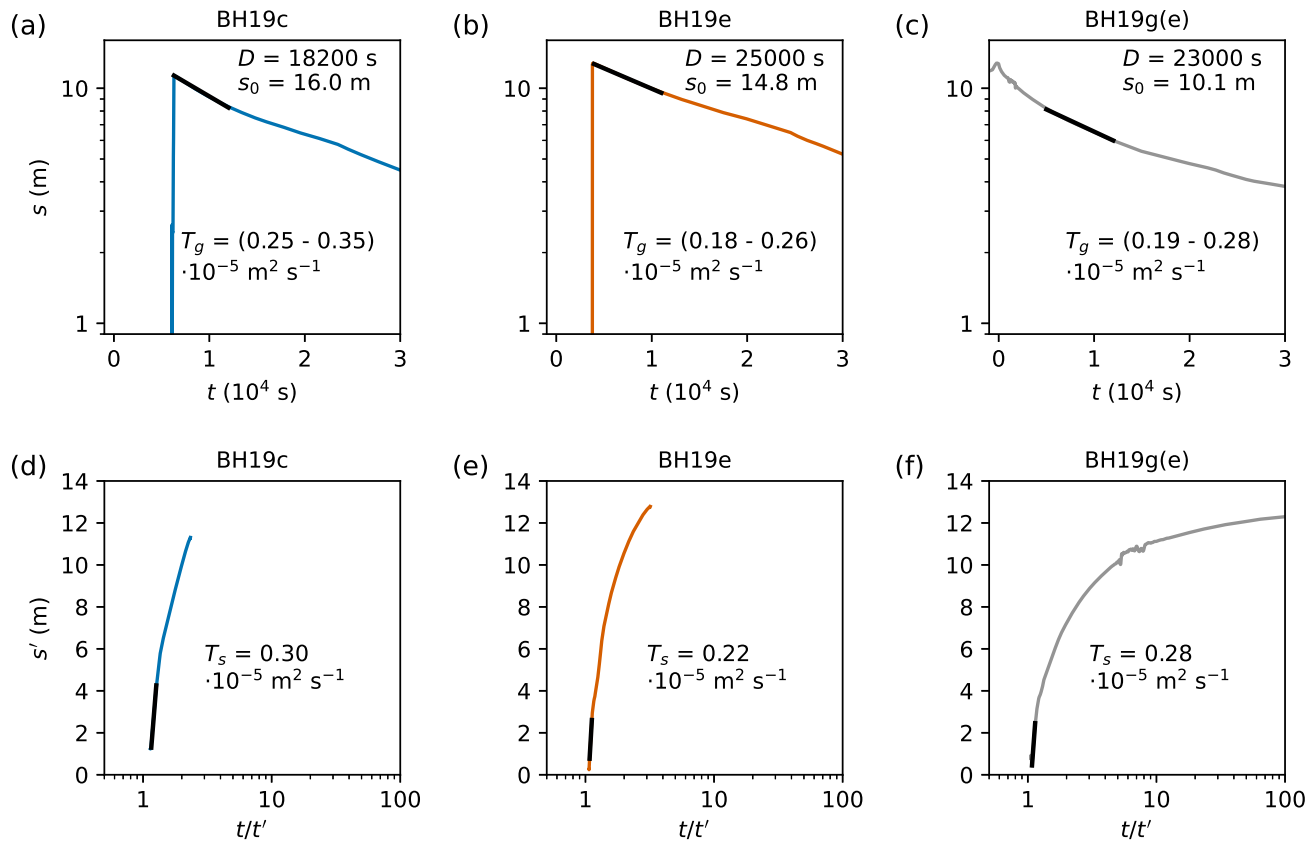 (a) BH19c
D = 18200 s
s₀ = 16.0 m
T_g = (0.25 - 0.35)
·10⁻⁵ m² s⁻¹
10
1
s (m)
0 1 2 3
t (10⁴ s)
(b) BH19e
D = 25000 s
s₀ = 14.8 m
T_g = (0.18 - 0.26)
·10⁻⁵ m² s⁻¹
10
1
0 1 2 3
t (10⁴ s)
(c) BH19g(e)
D = 23000 s
s₀ = 10.1 m
T_g = (0.19 - 0.28)
·10⁻⁵ m² s⁻¹
10
1
0 1 2 3
t (10⁴ s)
(d) BH19c
14
12
10
8
6
4
2
0
s′ (m)
T_s = 0.30
·10⁻⁵ m² s⁻¹
1 10 100
t/t′
(e) BH19e
14
12
10
8
6
4
2
0
T_s = 0.22
·10⁻⁵ m² s⁻¹
1 10 100
t/t′
(f) BH19g(e)
14
12
10
8
6
4
2
0
T_s = 0.28
·10⁻⁵ m² s⁻¹
1 10 100
t/t′